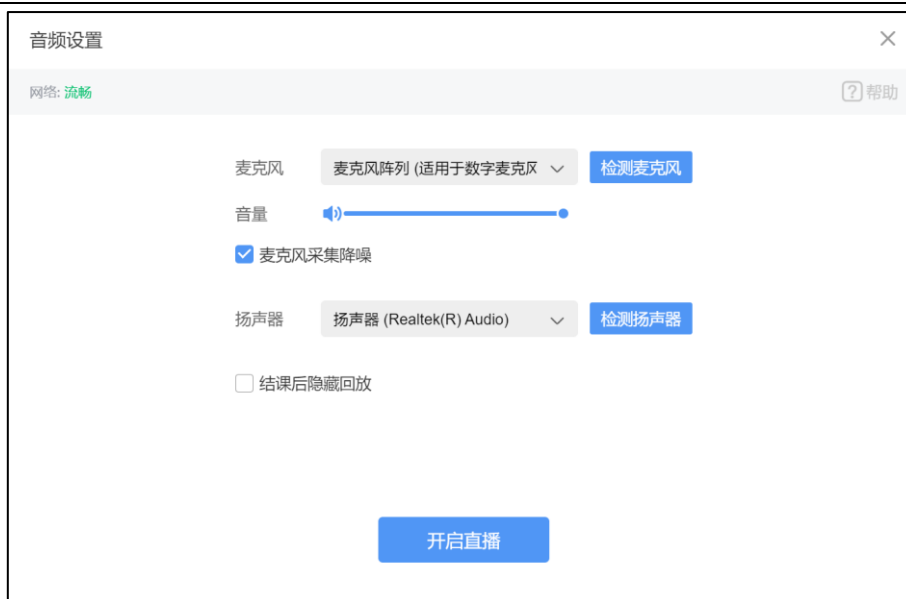 音频设置
网络: 流畅
? 帮助
麦克风 麦克风阵列 (适用于数字麦克风 检测麦克风
音量
麦克风采集降噪
扬声器 扬声器 (Realtek(R) Audio) 检测扬声器
结课后隐藏回放
开启直播